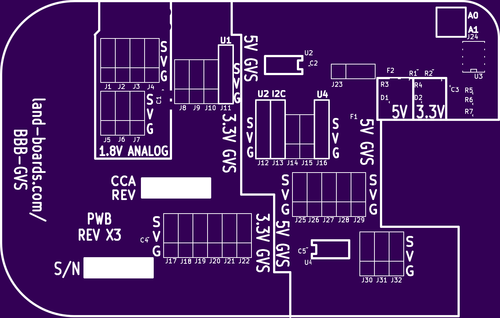 A0
A1
J24
U3
U1
5V GVS
U2
C2
S
V
G
J1 J2 J3 J4
C1
J8 J9 J10 J11
J23
F2 R1 R2
R3 R4
D1 D2
5V 3.3V
C3
R5
R6
R7
S
V
G
J5 J6 J7
1.8V ANALOG
3.3V GVS
U2 I2C U4
S
V
G
J12 J13 J14 J15 J16
F1
5V GVS
land-boards.com/
BBB-GVS
CCA
REV
S
V
G
J25 J26 J27 J28 J29
S
V
G
PWB
REV X3
C4
S
V
G
J17 J18 J19 J20 J21 J22
S
V
G
3.3V GVS
5V GVS
C5
U4
S
V
G
J30 J31 J32
S/N